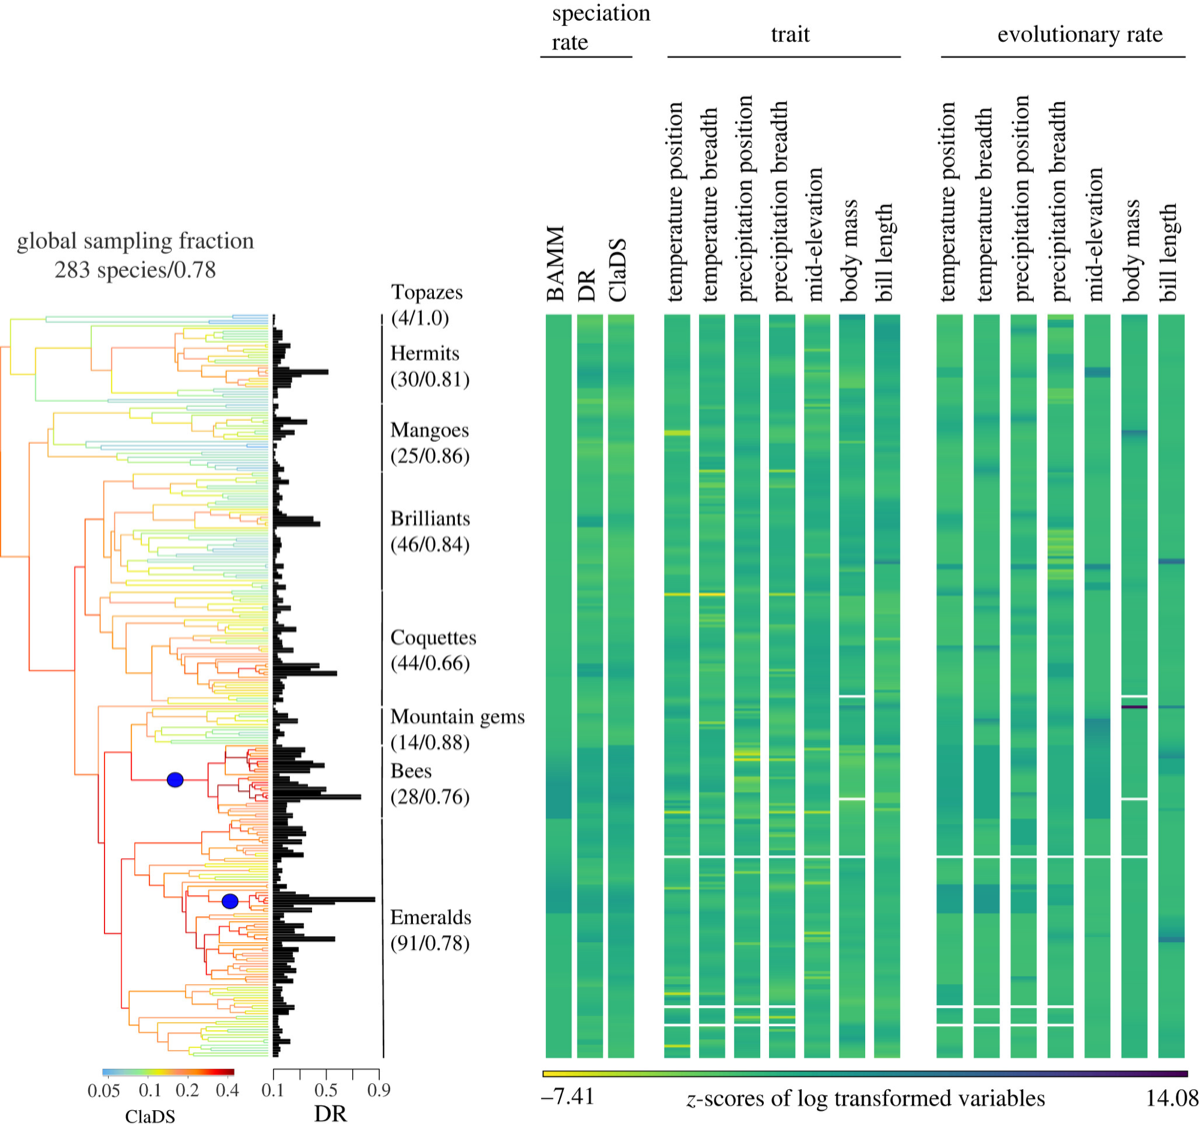 speciation
rate
trait
evolutionary rate
BAMM
DR
ClaDS
temperature position
temperature breadth
precipitation position
precipitation breadth
mid-elevation
body mass
bill length
temperature position
temperature breadth
precipitation position
precipitation breadth
mid-elevation
body mass
bill length
global sampling fraction
283 species/0.78
Topazes
(4/1.0)
Hermits
(30/0.81)
Mangoes
(25/0.86)
Brilliants
(46/0.84)
Coquettes
(44/0.66)
Mountain gems
(14/0.88)
Bees
(28/0.76)
Emeralds
(91/0.78)
0.05 0.1 0.2 0.4
ClaDS
0.1 0.5 0.9
DR
–7.41 z-scores of log transformed variables 14.08